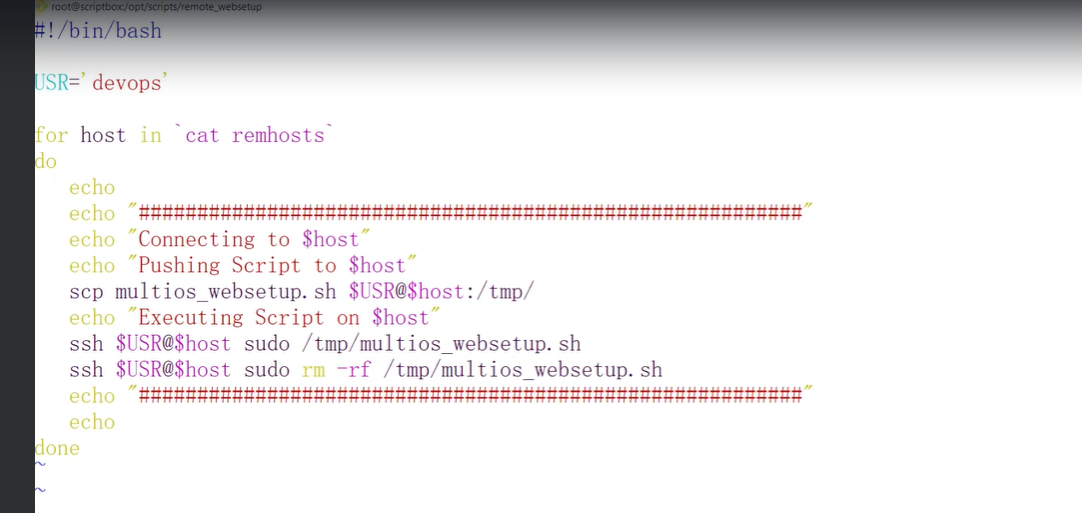 root@scriptbox:/opt/scripts/remote_websetup
#!/bin/bash

USR='devops'

for host in `cat remhosts`
do
   echo
   echo "#########################################################"
   echo "Connecting to $host"
   echo "Pushing Script to $host"
   scp multios_websetup.sh $USR@$host:/tmp/
   echo "Executing Script on $host"
   ssh $USR@$host sudo /tmp/multios_websetup.sh
   ssh $USR@$host sudo rm -rf /tmp/multios_websetup.sh
   echo "#########################################################"
   echo
done
~
~